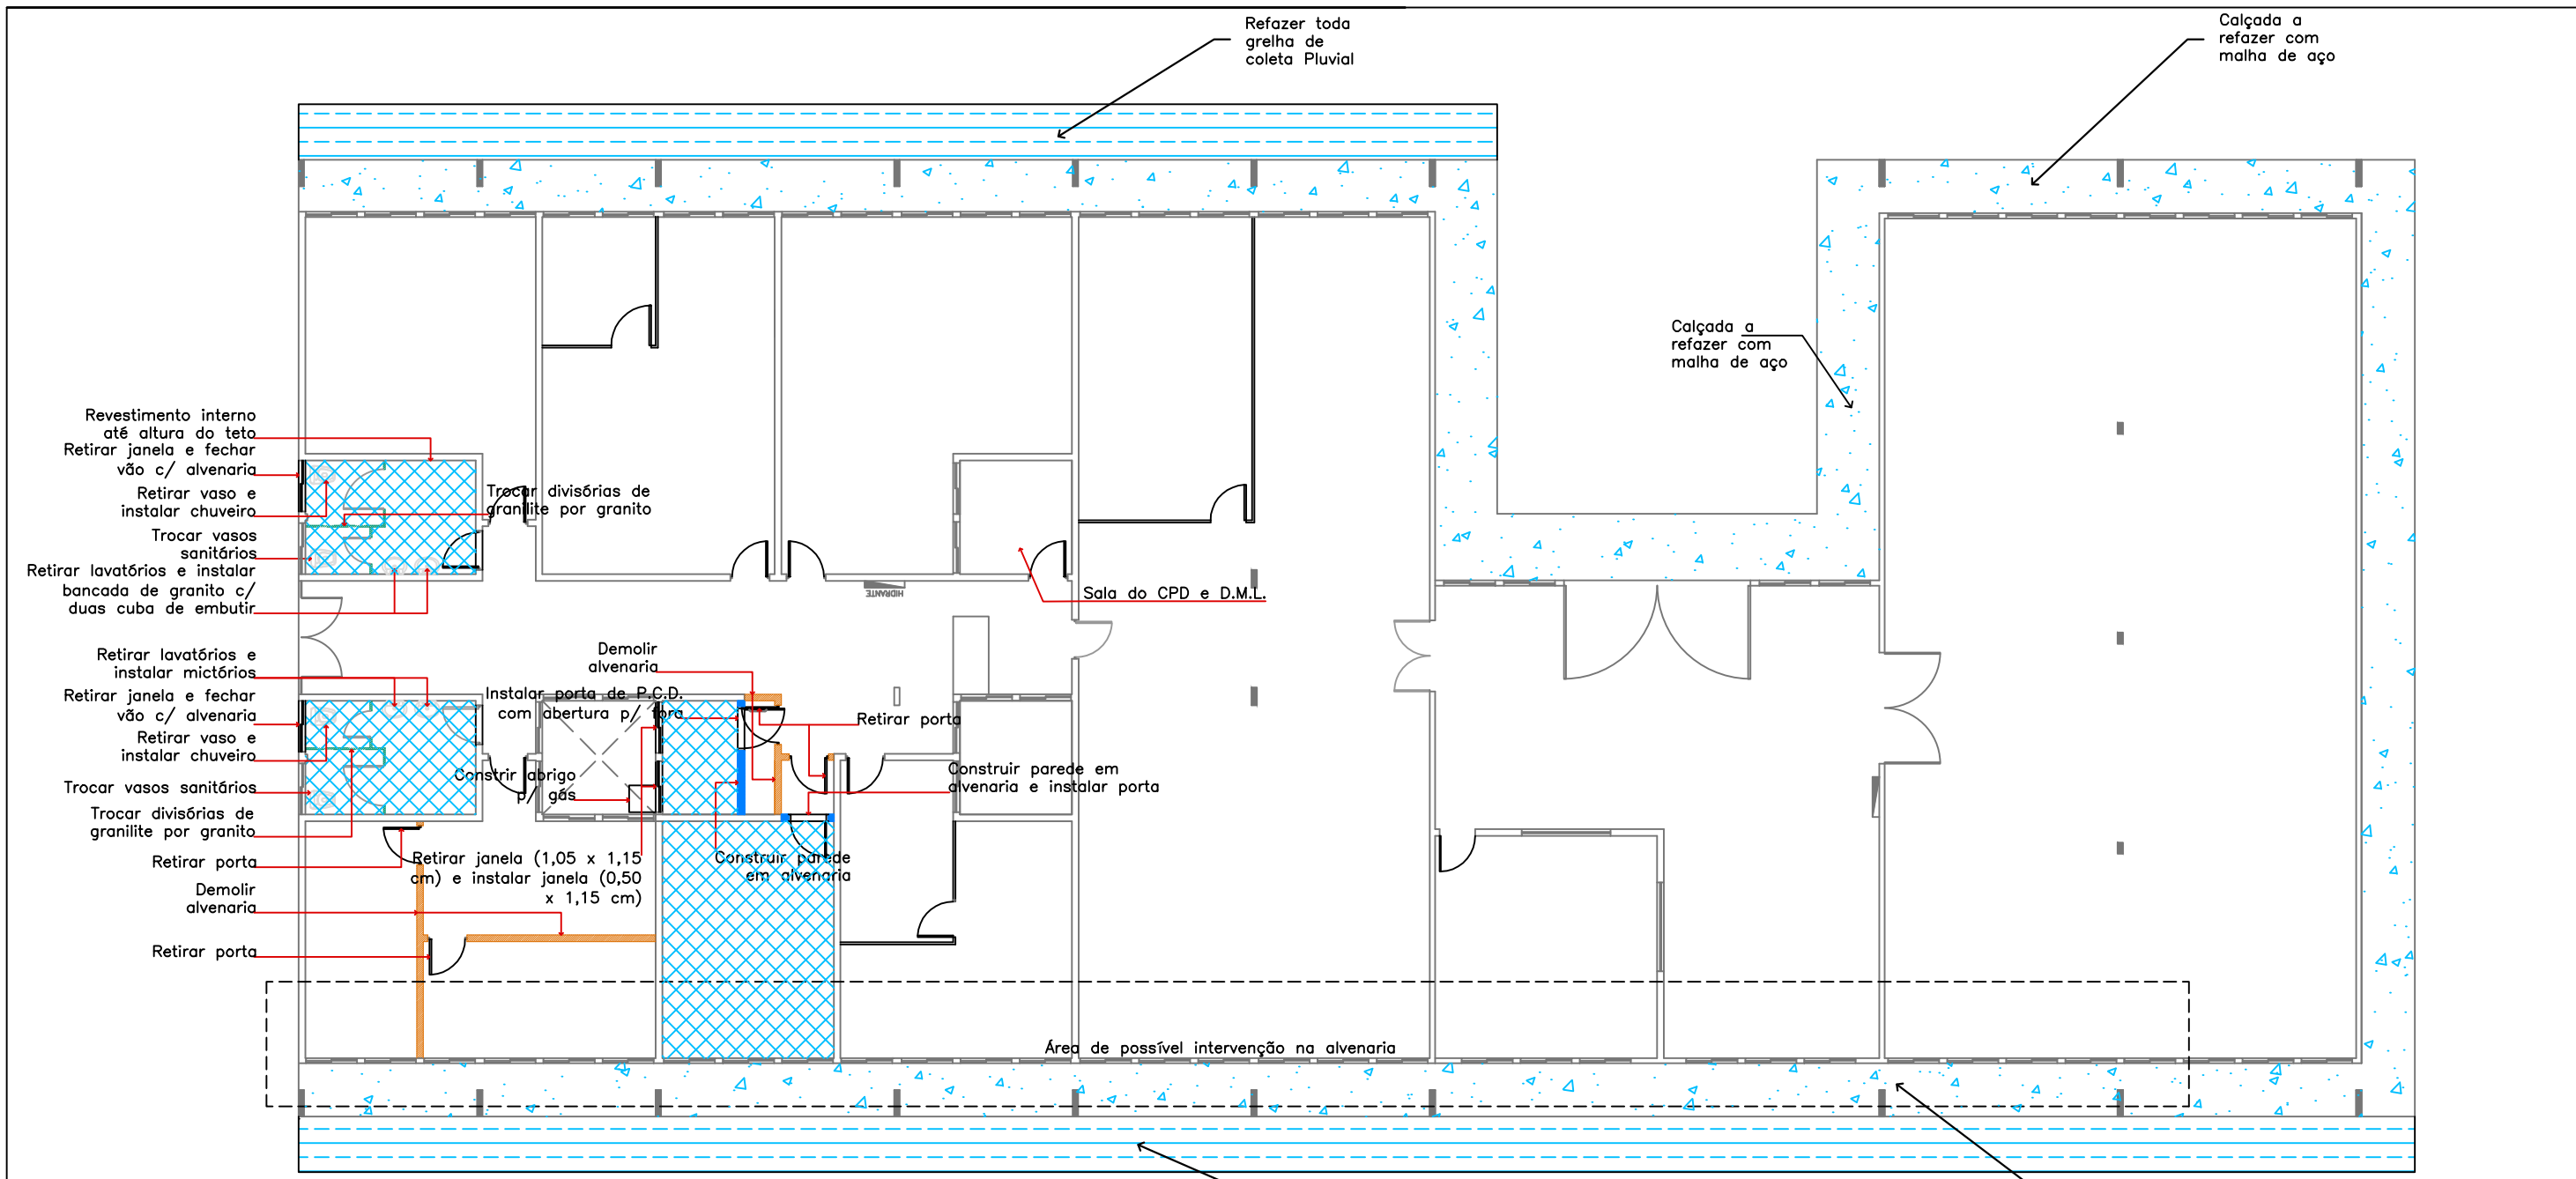 Refazer toda
grelha de
coleta Pluvial
Calçada a
refazer com
malha de aço
Calçada a
refazer com
malha de aço
Revestimento interno
até altura do teto
Retirar janela e fechar
vão c/ alvenaria
Retirar vaso e
instalar chuveiro
Trocar divisórias de
granilite por granito
Trocar vasos
sanitários
Retirar lavatórios e instalar
bancada de granito c/
duas cuba de embutir
HIDRANTE
Sala do CPD e D.M.L.
Retirar lavatórios e
instalar mictórios
Demolir
alvenaria
Retirar janela e fechar
vão c/ alvenaria
Instalar porta de P.C.D.
com abertura p/ fora
Retirar porta
Retirar vaso e
instalar chuveiro
Constrir abrigo
p/ gás
Construir parede em
alvenaria e instalar porta
Trocar vasos sanitários
Trocar divisórias de
granilite por granito
Retirar porta
Retirar janela (1,05 x 1,15
cm) e instalar janela (0,50
x 1,15 cm)
Construir parede
em alvenaria
Demolir
alvenaria
Retirar porta
Área de possível intervenção na alvenaria